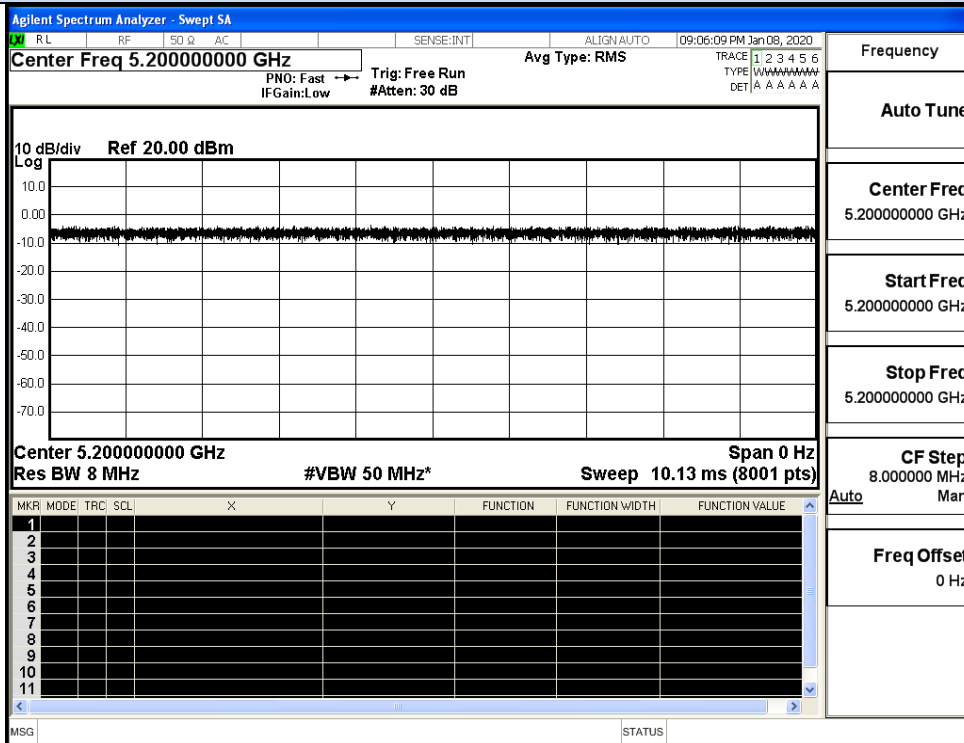 Agilent Spectrum Analyzer - Swept SA
LXI RL RF 50 Ω AC SENSE:INT ALIGN AUTO 09:06:09 PM Jan 08, 2020
Center Freq 5.200000000 GHz
PNO: Fast
IFGain:Low
Trig: Free Run
#Atten: 30 dB
Avg Type: RMS
TRACE 1 2 3 4 5 6
TYPE WWWWWW
DET A A A A A A
10 dB/div Ref 20.00 dBm
Log
10.0
0.00
-10.0
-20.0
-30.0
-40.0
-50.0
-60.0
-70.0
Center 5.200000000 GHz Span 0 Hz
Res BW 8 MHz #VBW 50 MHz* Sweep 10.13 ms (8001 pts)
MKR MODE TRC SCL X Y FUNCTION FUNCTION WIDTH FUNCTION VALUE
1
2
3
4
5
6
7
8
9
10
11
MSG STATUS
Frequency
Auto Tune
Center Freq
5.200000000 GHz
Start Freq
5.200000000 GHz
Stop Freq
5.200000000 GHz
CF Step
8.000000 MHz
Auto Man
Freq Offset
0 Hz